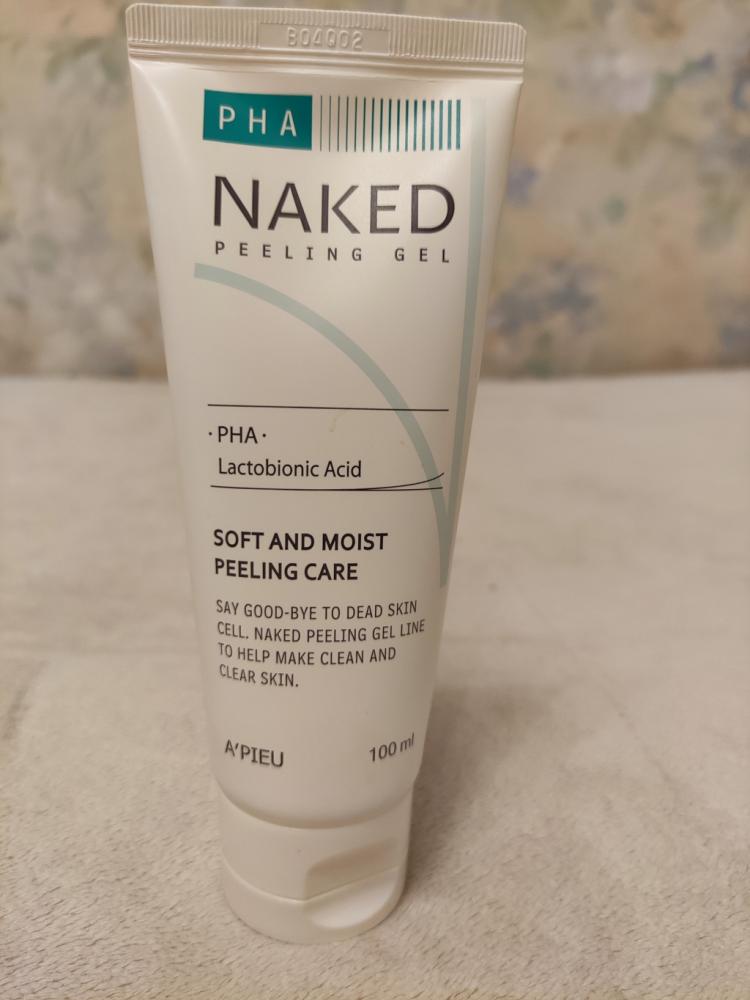 B04Q02
PHA
NAKED
PEELING GEL
·PHA·
Lactobionic Acid
SOFT AND MOIST
PEELING CARE
SAY GOOD-BYE TO DEAD SKIN
CELL. NAKED PEELING GEL LINE
TO HELP MAKE CLEAN AND
CLEAR SKIN.
A'PIEU 100 ml